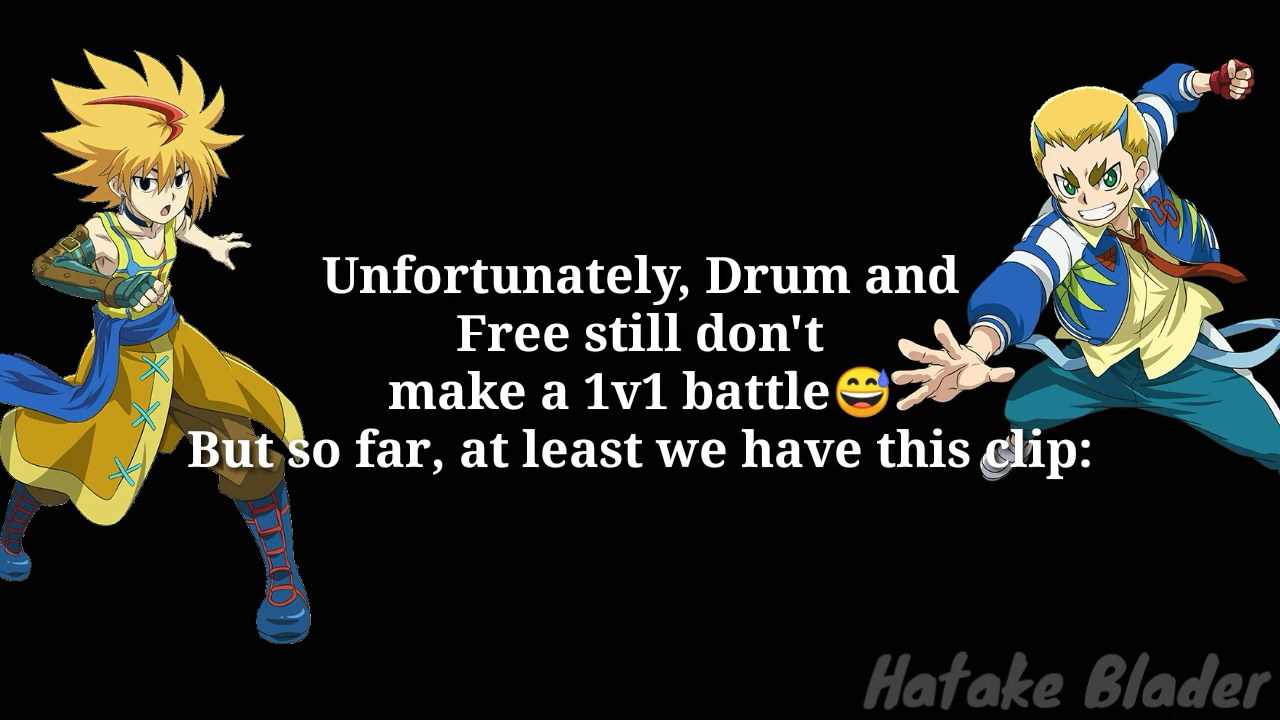 Unfortunately, Drum and
Free still don't
make a 1v1 battle😅
But so far, at least we have this clip:
Hatake Blader